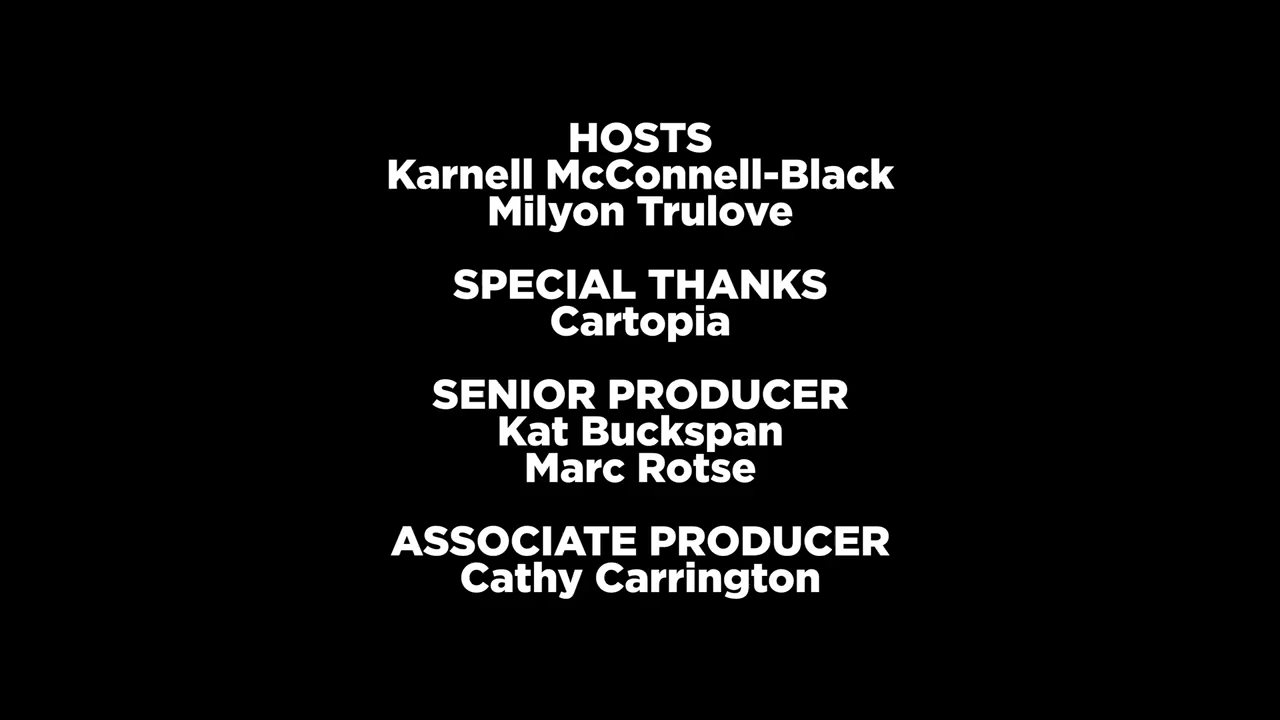 HOSTS
Karnell McConnell-Black
Milyon Trulove
SPECIAL THANKS
Cartopia
SENIOR PRODUCER
Kat Buckspan
Marc Rotse
ASSOCIATE PRODUCER
Cathy Carrington